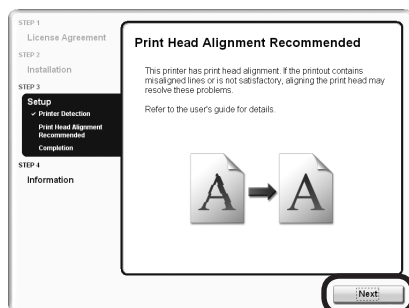 STEP 1
License Agreement
STEP 2
Installation
STEP 3
Setup
✓ Printer Detection
Print Head Alignment
Recommended
Completion
STEP 4
Information
Print Head Alignment Recommended
This printer has print head alignment. If the printout contains
misaligned lines or is not satisfactory, aligning the print head may
resolve these problems.
Refer to the user's guide for details.
A A
Next